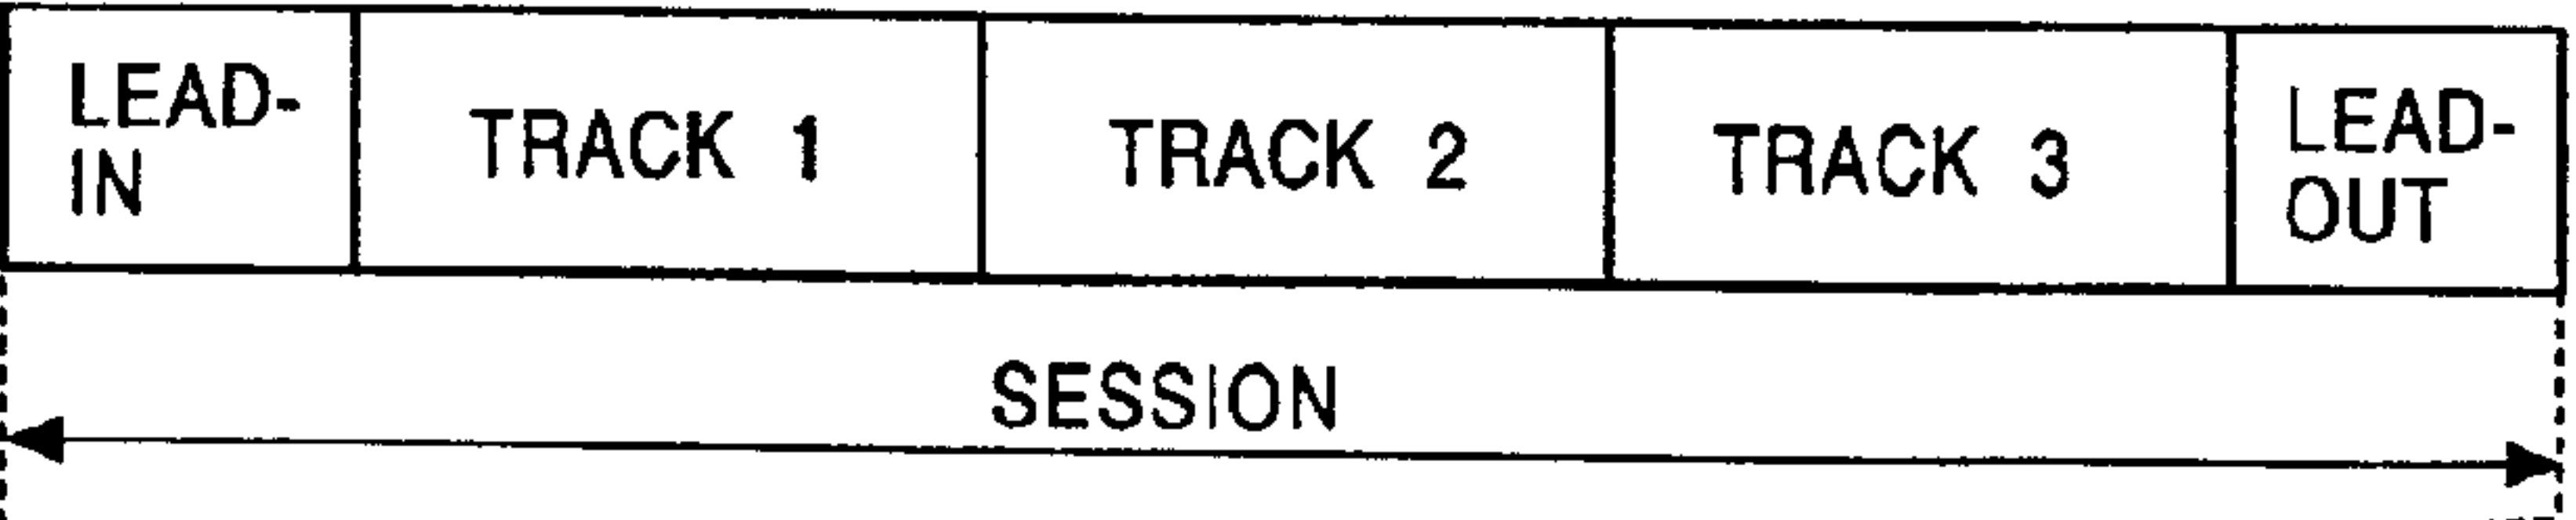 LEAD-
IN
TRACK 1
TRACK 2
TRACK 3
LEAD-
OUT
SESSION